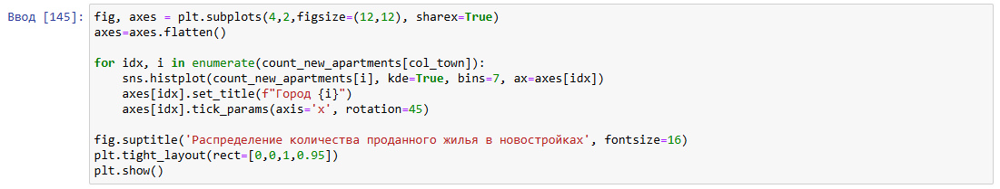 Ввод [145]: fig, axes = plt.subplots(4,2,figsize=(12,12), sharex=True)
axes=axes.flatten()

for idx, i in enumerate(count_new_apartments[col_town]):
    sns.histplot(count_new_apartments[i], kde=True, bins=7, ax=axes[idx])
    axes[idx].set_title(f"Город {i}")
    axes[idx].tick_params(axis='x', rotation=45)

fig.suptitle('Распределение количества проданного жилья в новостройках', fontsize=16)
plt.tight_layout(rect=[0,0,1,0.95])
plt.show()